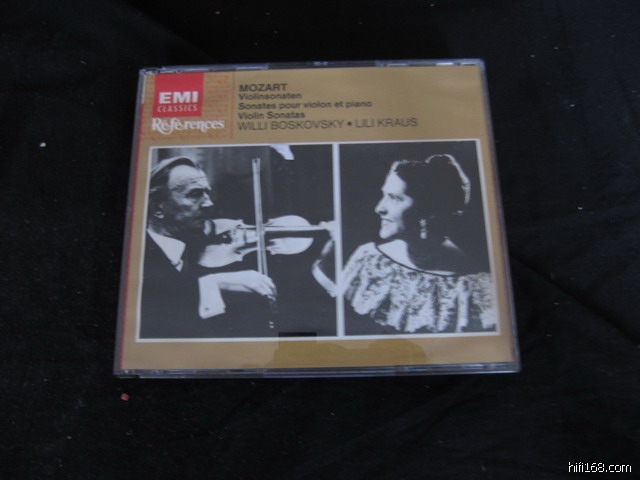 EMI
CLASSICS
Références
MOZART
Violinsonaten
Sonates pour violon et piano
Violin Sonatas
WILLI BOSKOVSKY • LILI KRAUS
hifi168.com